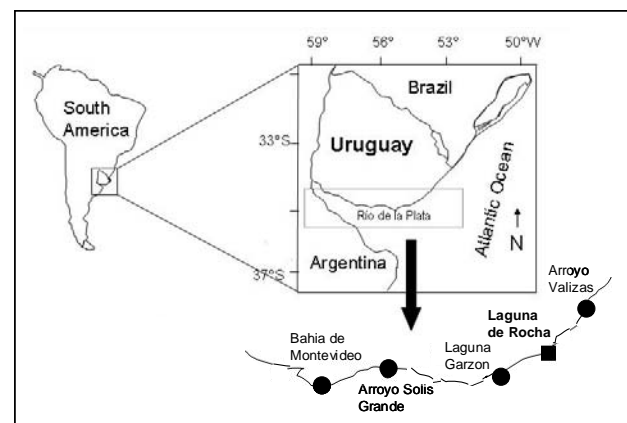 59° 56° 53° 50°W
South
America
Brazil
33°S
Uruguay
Atlantic Ocean
Río de la Plata
N
Argentina
37°S
Arroyo
Valizas
Laguna
de Rocha
Bahia de
Montevideo
Laguna
Garzon
Arroyo Solis
Grande